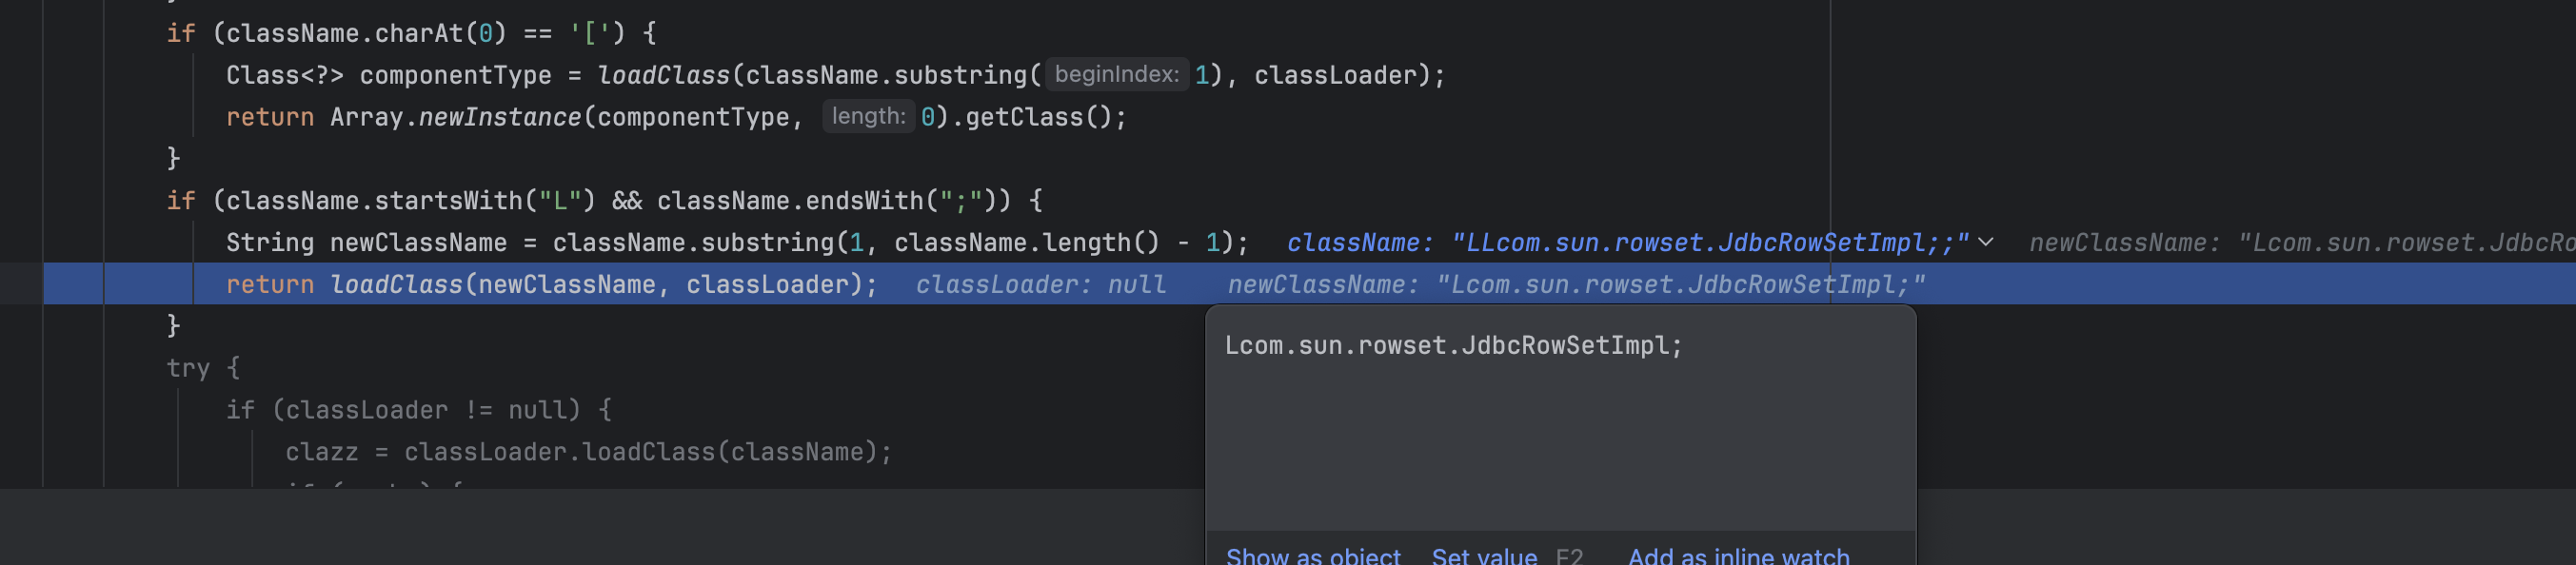 }
if (className.charAt(0) == '[') {
Class<?> componentType = loadClass(className.substring( beginIndex: 1), classLoader);
return Array.newInstance(componentType, length: 0).getClass();
}
if (className.startsWith("L") && className.endsWith(";")) {
String newClassName = className.substring(1, className.length() - 1); className: "LLcom.sun.rowset.JdbcRowSetImpl;;" newClassName: "Lcom.sun.rowset.JdbcRo
return loadClass(newClassName, classLoader); classLoader: null newClassName: "Lcom.sun.rowset.JdbcRowSetImpl;"
}
Lcom.sun.rowset.JdbcRowSetImpl;
try {
if (classLoader != null) {
clazz = classLoader.loadClass(className);
Show as object Set value F2 Add as inline watch